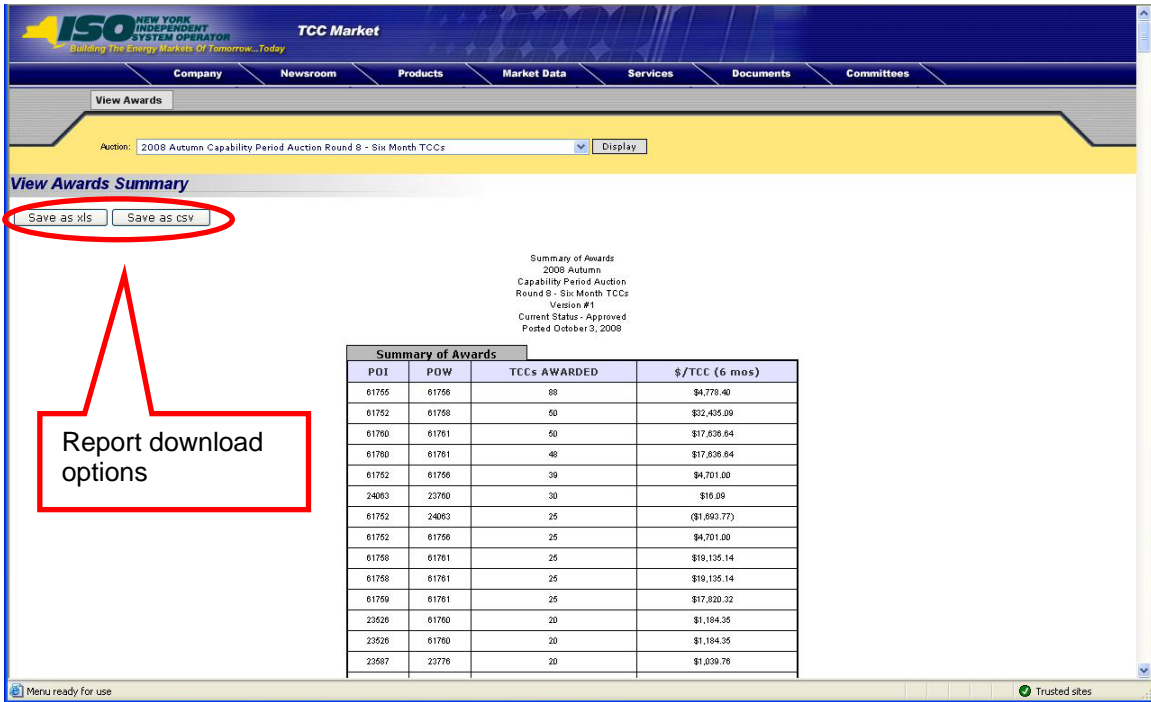 ISO NEW YORK INDEPENDENT SYSTEM OPERATOR
Building The Energy Markets Of Tomorrow...Today
TCC Market
Company Newsroom Products Market Data Services Documents Committees
View Awards
Auction: 2008 Autumn Capability Period Auction Round 8 - Six Month TCCs Display
View Awards Summary
Save as xls Save as csv
Summary of Awards
2008 Autumn
Capability Period Auction
Round 8 - Six Month TCCs
Version #1
Current Status - Approved
Posted October 3, 2008
Summary of Awards
POI POW TCCs AWARDED $/TCC (6 mos)
61755 61756 88 $4,778.40
61752 61758 50 $32,435.09
61760 61761 50 $17,636.64
61760 61761 48 $17,636.64
61752 61756 39 $4,701.00
24063 23760 30 $16.09
61752 24063 25 ($1,693.77)
61752 61756 25 $4,701.00
61758 61761 25 $19,135.14
61758 61761 25 $19,135.14
61759 61761 25 $17,820.32
23526 61760 20 $1,184.35
23526 61760 20 $1,184.35
23587 23776 20 $1,039.76
Report download
options
Menu ready for use
Trusted sites